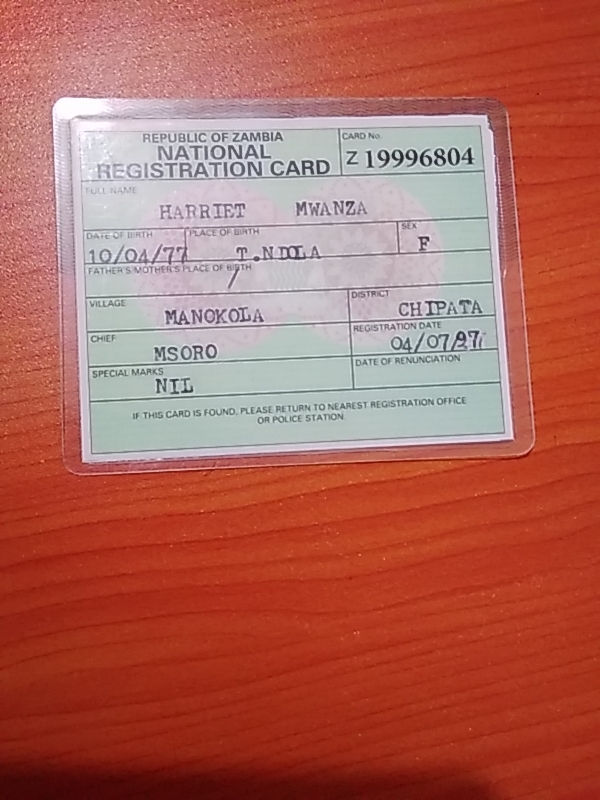 REPUBLIC OF ZAMBIA
NATIONAL
REGISTRATION CARD
CARD No.
Z 19996804
FULL NAME
HARRIET MWANZA
DATE OF BIRTH
PLACE OF BIRTH
SEX
10/04/77
T.NDOLA
F
FATHER'S/MOTHER'S PLACE OF BIRTH
/
VILLAGE
MANOKOLA
DISTRICT
CHIPATA
CHIEF
MSORO
REGISTRATION DATE
04/07/97
SPECIAL MARKS
NIL
DATE OF RENUNCIATION
IF THIS CARD IS FOUND, PLEASE RETURN TO NEAREST REGISTRATION OFFICE
OR POLICE STATION.